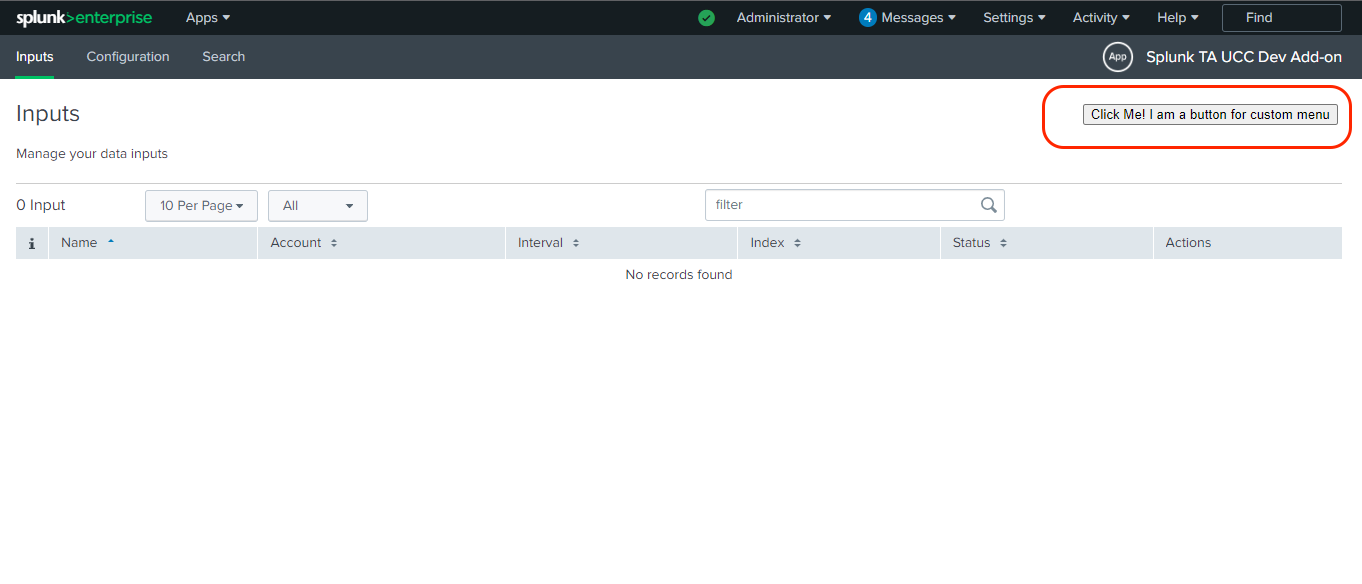 splunk>enterprise Apps Administrator 4 Messages Settings Activity Help Find
Inputs Configuration Search App Splunk TA UCC Dev Add-on
Inputs
Click Me! I am a button for custom menu
Manage your data inputs
0 Input 10 Per Page All filter
i Name Account Interval Index Status Actions
No records found